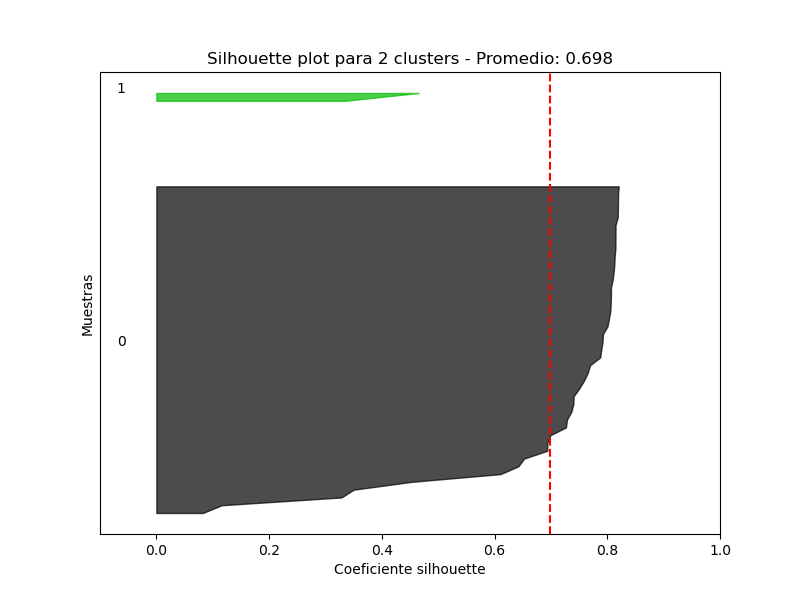 Silhouette plot para 2 clusters - Promedio: 0.698
1
0
Muestras
0.0 0.2 0.4 0.6 0.8 1.0
Coeficiente silhouette